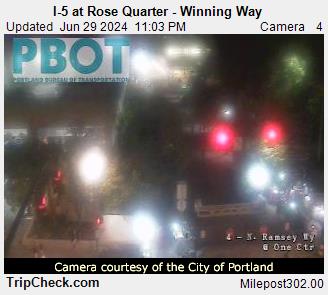 I-5 at Rose Quarter - Winning Way
Updated Jun 29 2024 11:03 PM Camera 4
PBOT
PORTLAND BUREAU OF TRANSPORTATION
4 - N. Ramsey Wy
@ One Ctr
Camera courtesy of the City of Portland
TripCheck.com Milepost302.00